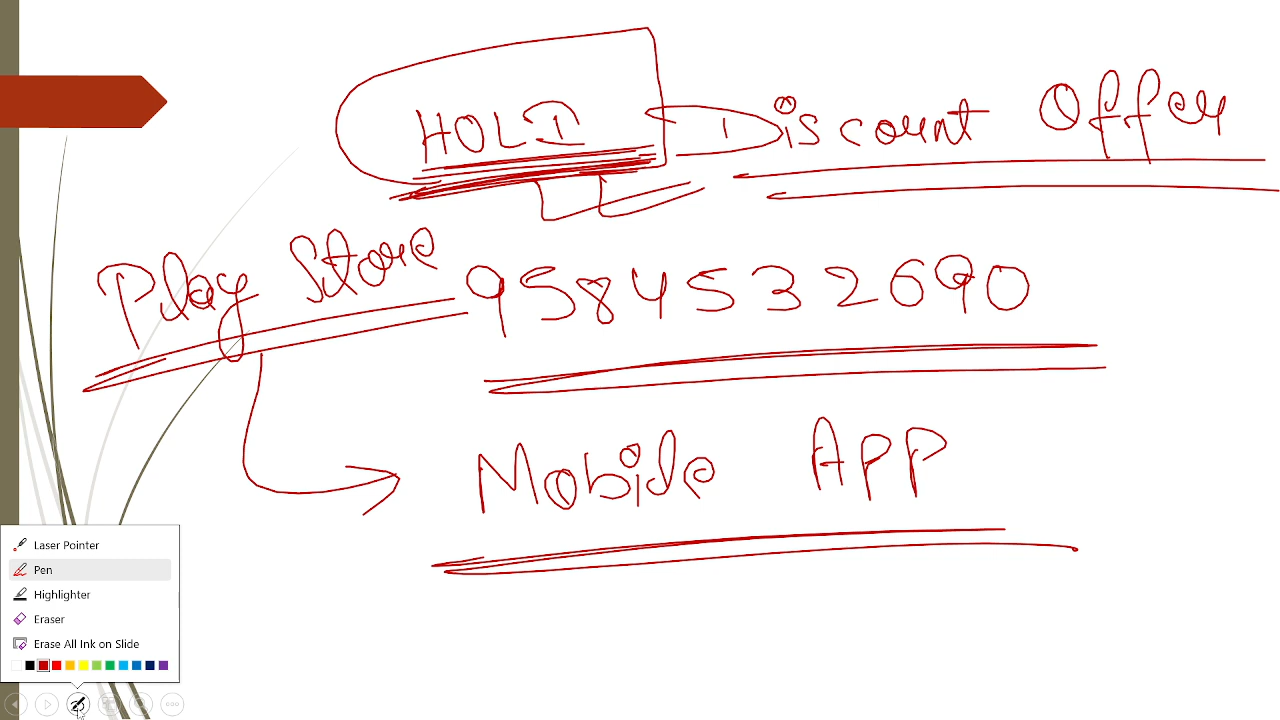 HOLI Discount Offer
Play Store 9584532690
Mobile App
Laser Pointer
Pen
Highlighter
Eraser
Erase All Ink on Slide